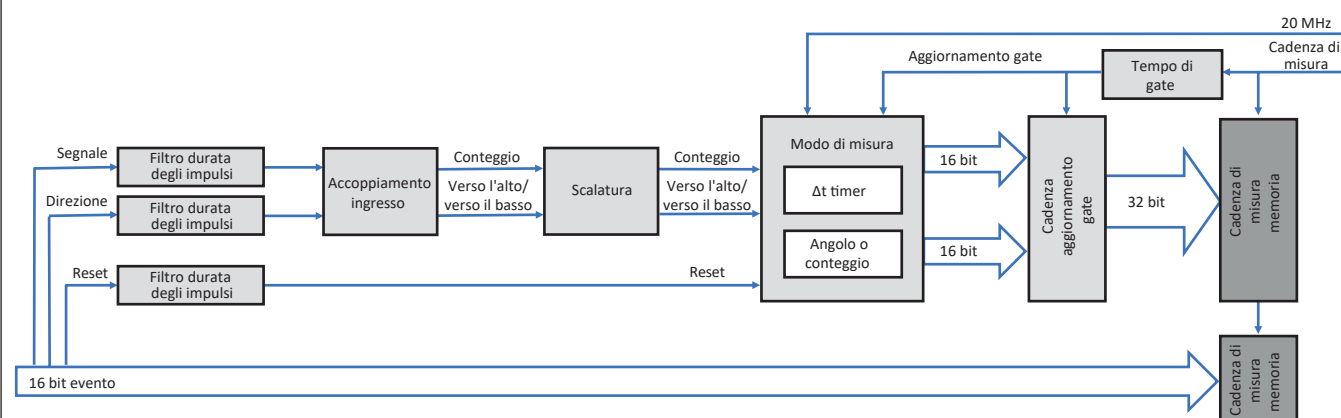 20 MHz
Cadenza di
misura
Aggiornamento gate
Tempo di
gate
Segnale
Filtro durata
degli impulsi
Direzione
Filtro durata
degli impulsi
Reset
Filtro durata
degli impulsi
Accoppiamento
ingresso
Conteggio
Verso l'alto/
verso il basso
Scalatura
Conteggio
Verso l'alto/
verso il basso
Reset
Modo di misura
Δt timer
Angolo o
conteggio
16 bit
16 bit
Cadenza
aggiornamento
gate
32 bit
Cadenza di
misura
memoria
16 bit evento
Cadenza di
misura
memoria